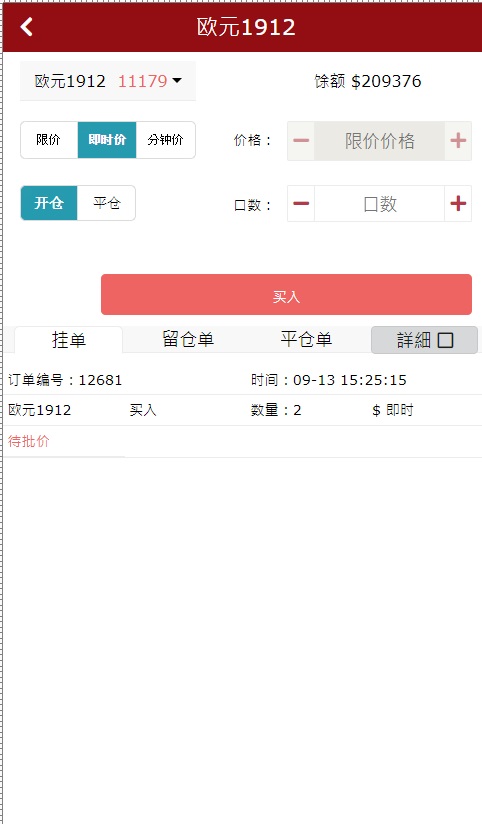 欧元1912
欧元1912 11179 馀额 $209376
限价 即时价 分钟价 价格： 限价价格
开仓 平仓 口数： 口数
买入
挂单 留仓单 平仓单 詳細
订单编号：12681 时间：09-13 15:25:15
欧元1912 买入 数量：2 $ 即时
待批价